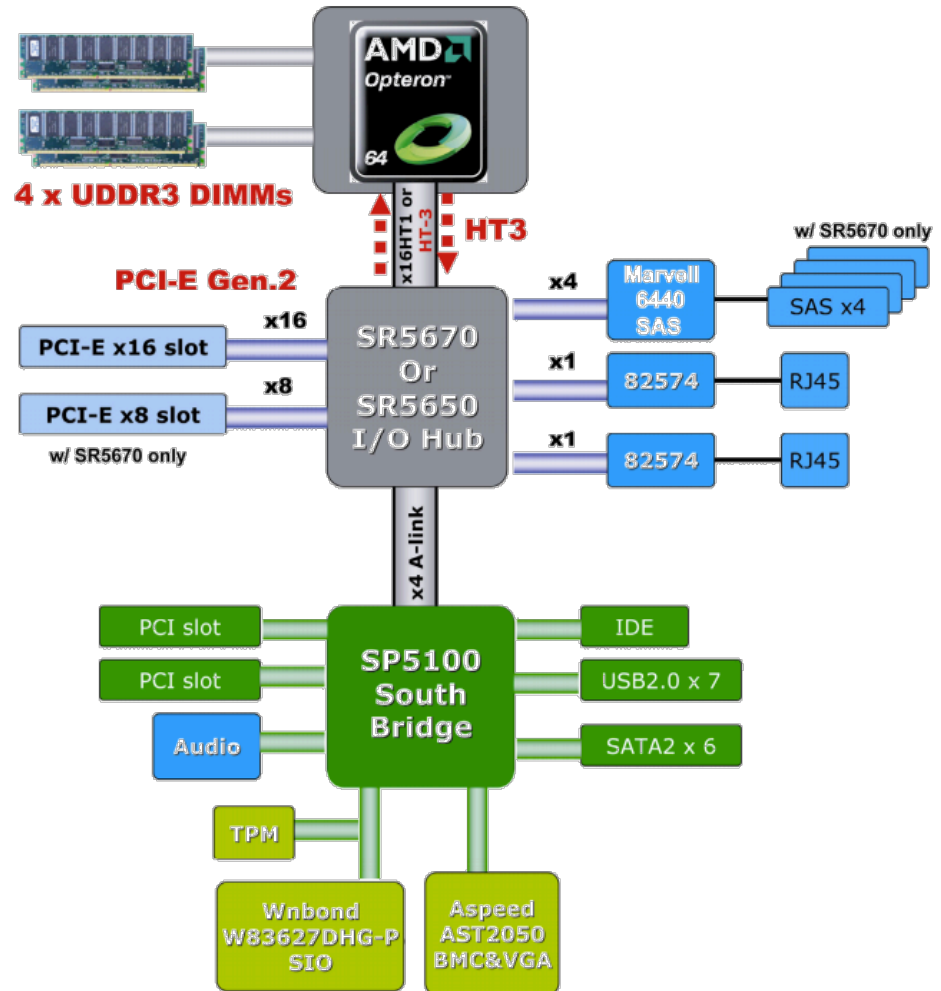 AMD
Opteron™
64
4 x UDDR3 DIMMs
x16HT1 or
HT-3
HT3
PCI-E Gen.2
w/ SR5670 only
x4
Marvell
6440
SAS
SAS x4
x16
PCI-E x16 slot
SR5670
Or
SR5650
I/O Hub
x1
82574
RJ45
x8
PCI-E x8 slot
w/ SR5670 only
x1
82574
RJ45
x4 A-link
PCI slot
SP5100
South
Bridge
IDE
PCI slot
USB2.0 x 7
Audio
SATA2 x 6
TPM
Wnbond
W83627DHG-P
SIO
Aspeed
AST2050
BMC&VGA